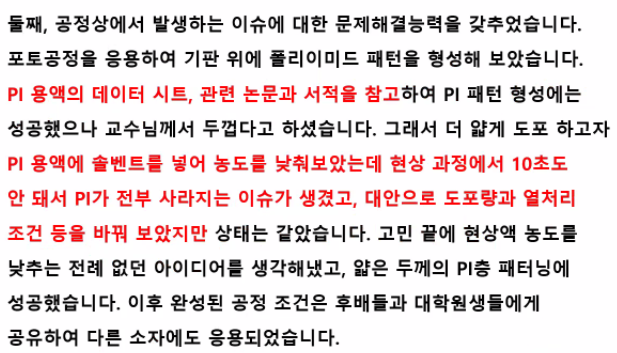 둘째, 공정상에서 발생하는 이슈에 대한 문제해결능력을 갖추었습니다.
포토공정을 응용하여 기판 위에 폴리이미드 패턴을 형성해 보았습니다.
PI 용액의 데이터 시트, 관련 논문과 서적을 참고하여 PI 패턴 형성에는
성공했으나 교수님께서 두껍다고 하셨습니다. 그래서 더 얇게 도포 하고자
PI 용액에 솔벤트를 넣어 농도를 낮춰보았는데 현상 과정에서 10초도
안 돼서 PI가 전부 사라지는 이슈가 생겼고, 대안으로 도포량과 열처리
조건 등을 바꿔 보았지만 상태는 같았습니다. 고민 끝에 현상액 농도를
낮추는 전례 없던 아이디어를 생각해냈고, 얇은 두께의 PI층 패터닝에
성공했습니다. 이후 완성된 공정 조건은 후배들과 대학원생들에게
공유하여 다른 소자에도 응용되었습니다.